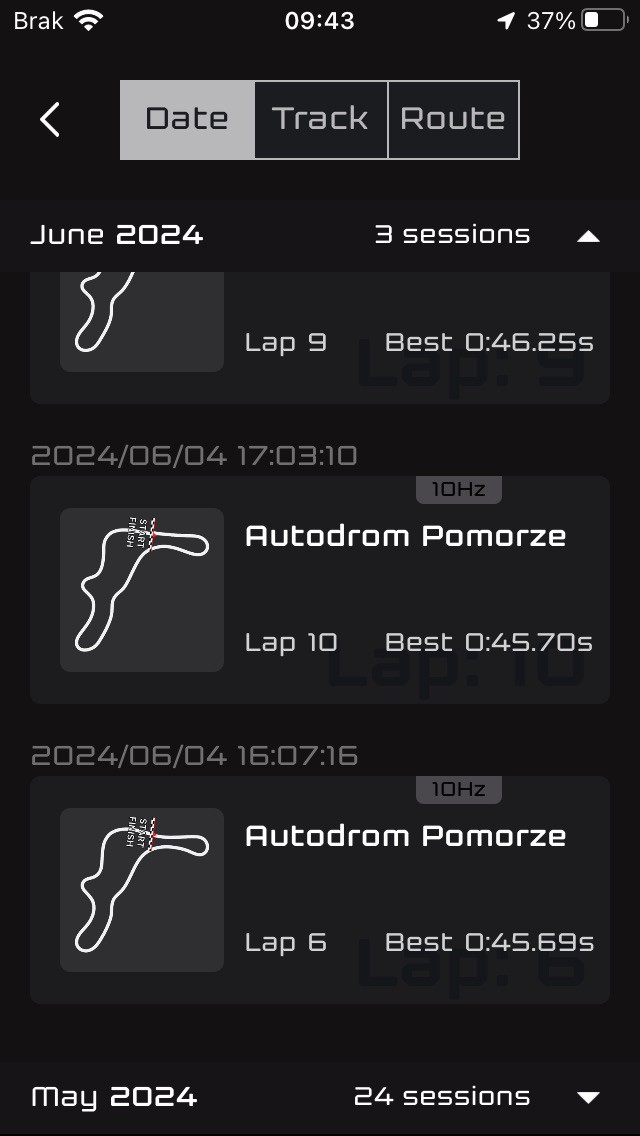 Brak 09:43 37%
Date Track Route
June 2024 3 sessions
Lap 9 Best 0:46.25s
Lap: 9
2024/06/04 17:03:10
10Hz
START
FINISH
Autodrom Pomorze
Lap 10 Best 0:45.70s
Lap: 10
2024/06/04 16:07:16
10Hz
START
FINISH
Autodrom Pomorze
Lap 6 Best 0:45.69s
Lap: 6
May 2024 24 sessions